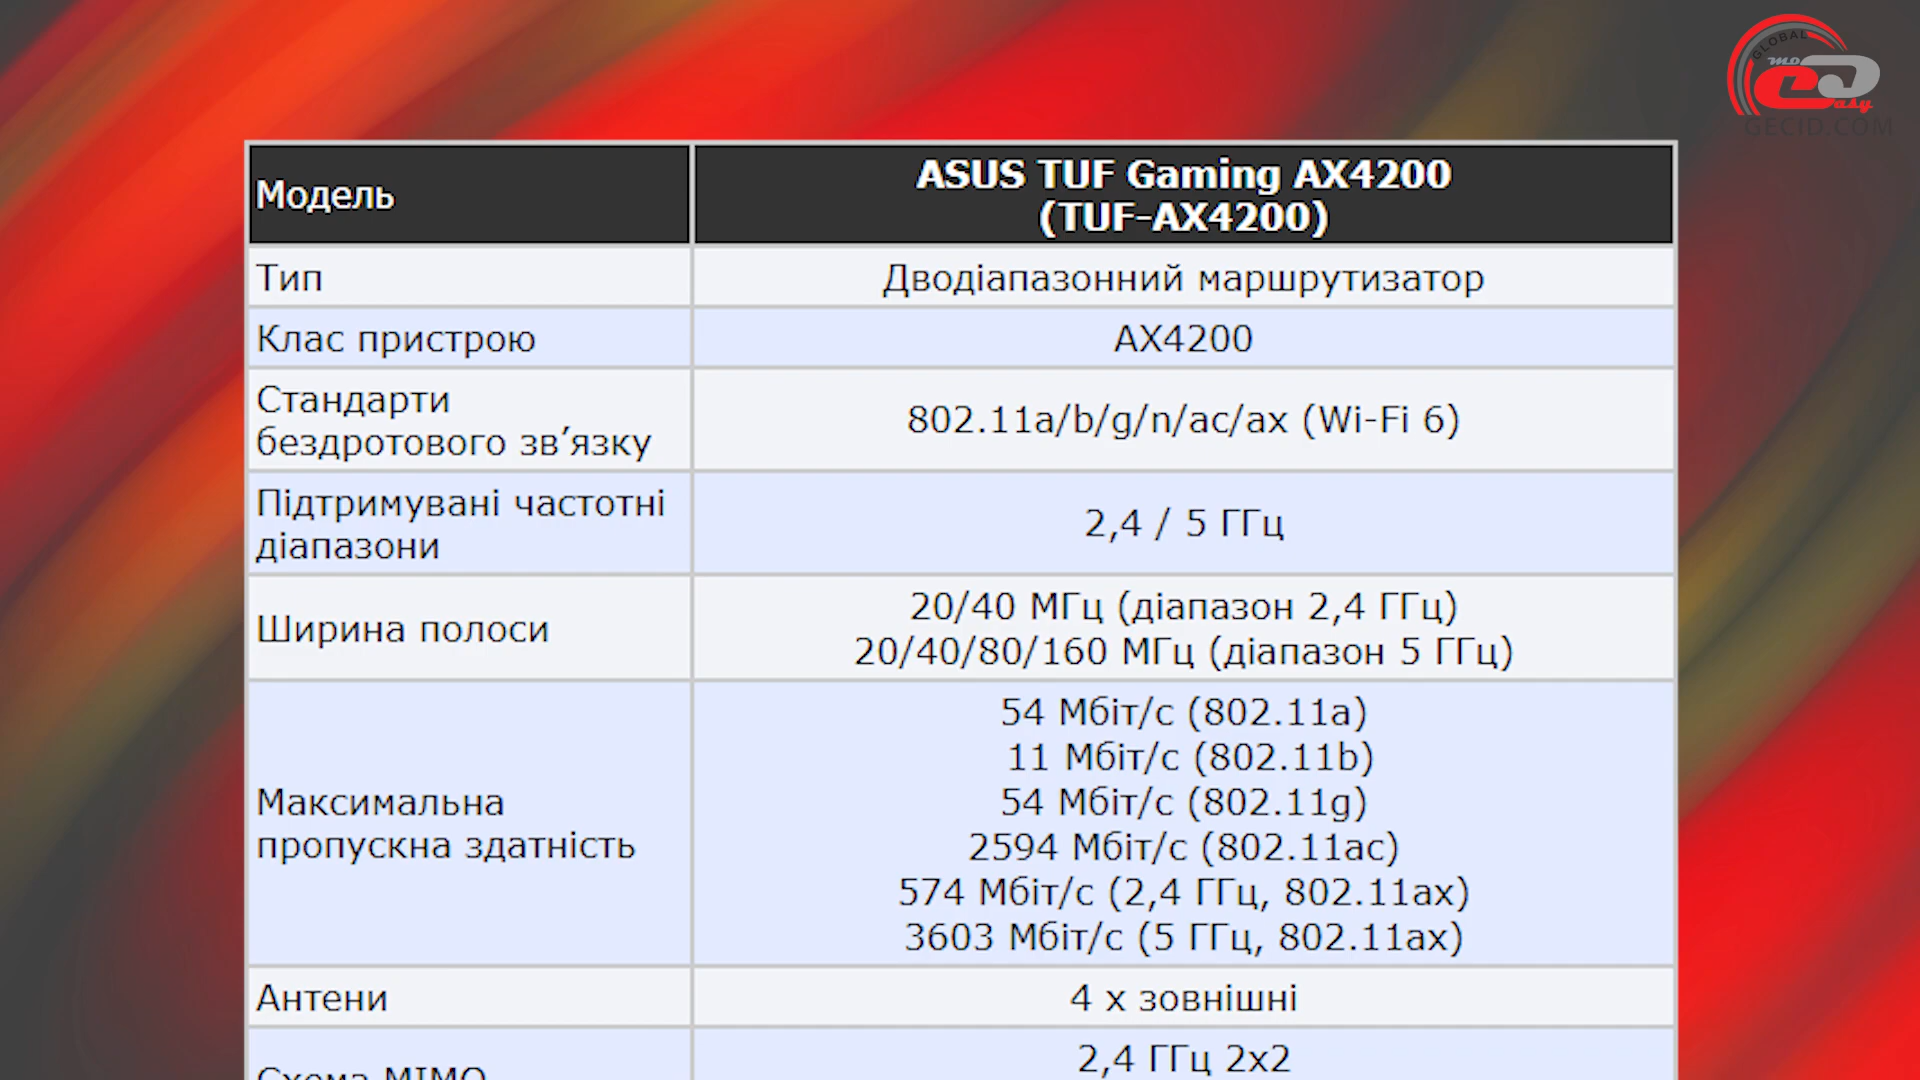 GLOBAL
mo
Easy
GECID.COM
Модель
ASUS TUF Gaming AX4200
(TUF-AX4200)
Тип
Дводіапазонний маршрутизатор
Клас пристрою
AX4200
Стандарти
бездротового зв’язку
802.11a/b/g/n/ac/ax (Wi-Fi 6)
Підтримувані частотні
діапазони
2,4 / 5 ГГц
Ширина полоси
20/40 МГц (діапазон 2,4 ГГц)
20/40/80/160 МГц (діапазон 5 ГГц)
Максимальна
пропускна здатність
54 Мбіт/с (802.11a)
11 Мбіт/с (802.11b)
54 Мбіт/с (802.11g)
2594 Мбіт/с (802.11ac)
574 Мбіт/с (2,4 ГГц, 802.11ax)
3603 Мбіт/с (5 ГГц, 802.11ax)
Антени
4 x зовнішні
Схема MIMO
2,4 ГГц 2x2